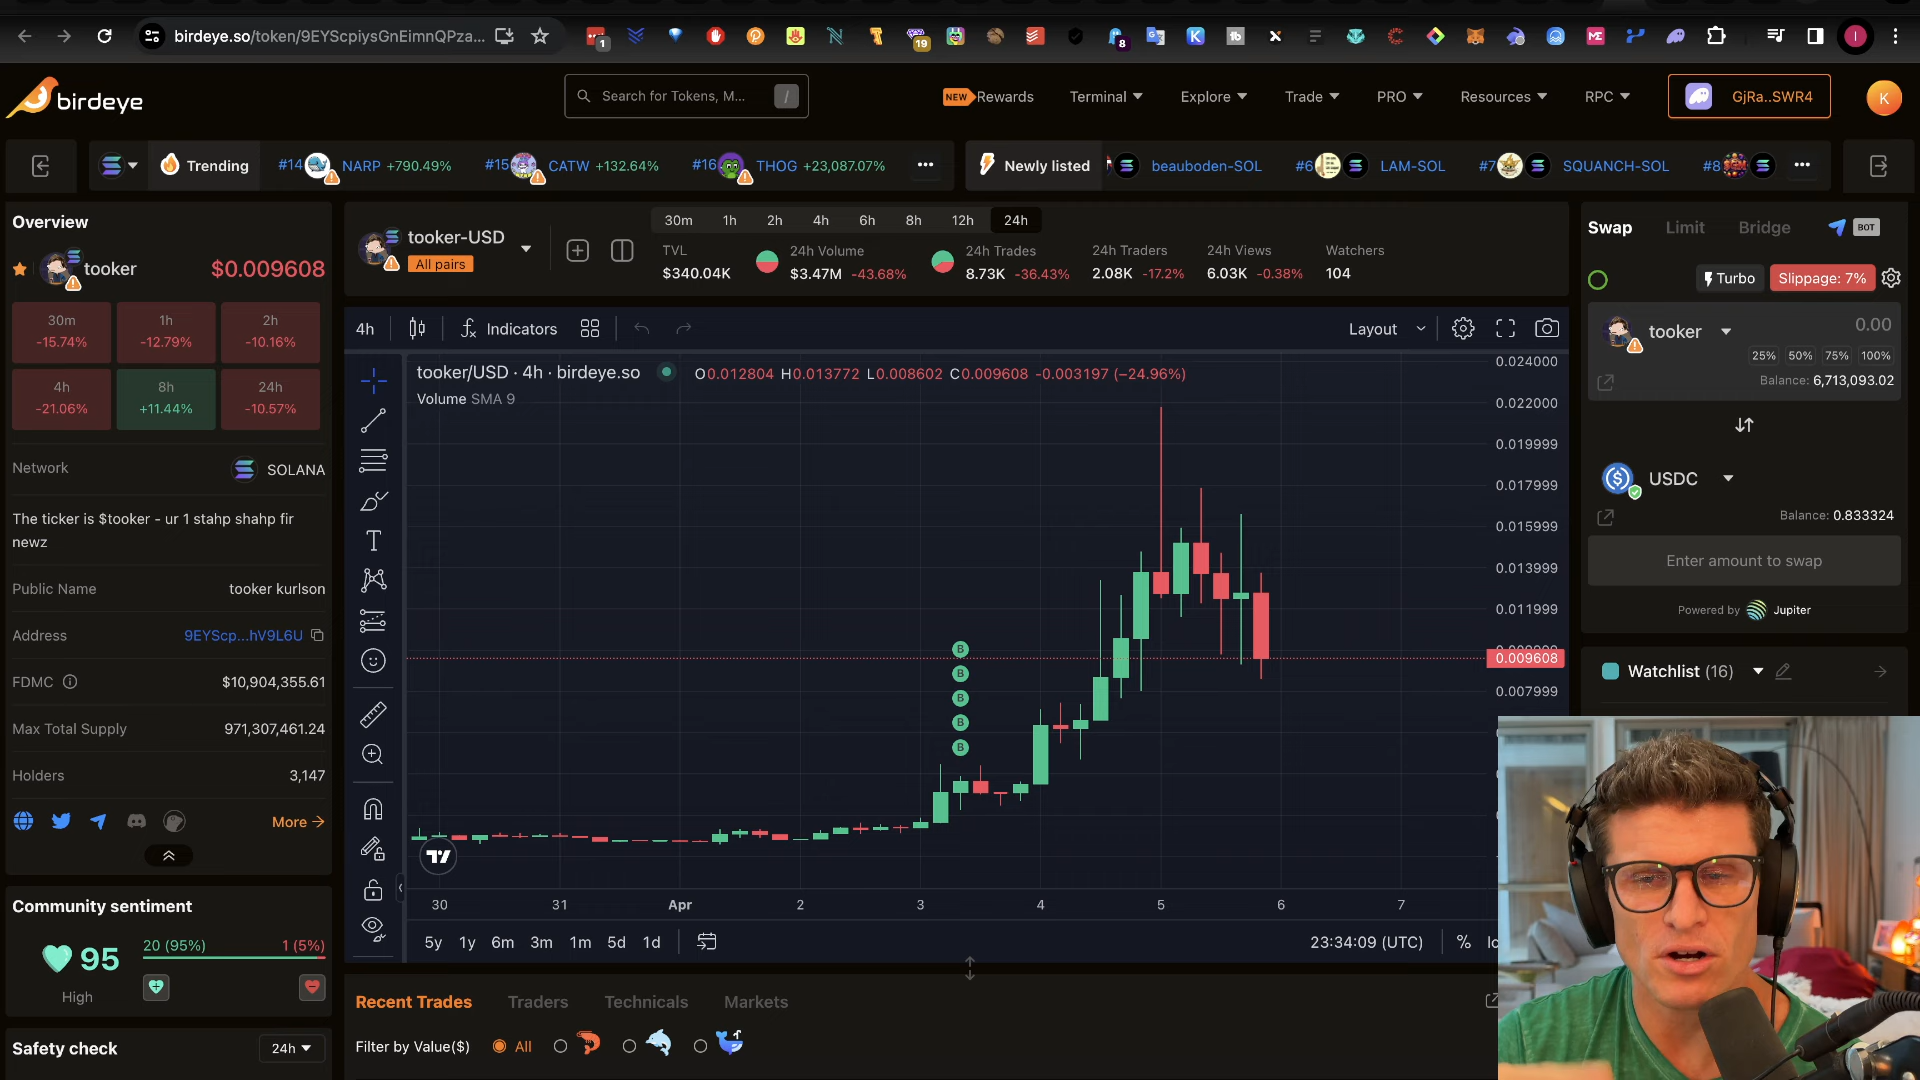 birdeye.so/token/9EYScpiysGnEimnQPza...
1
19
8
birdeye
Search for Tokens, M...
/
NEW Rewards
Terminal
Explore
Trade
PRO
Resources
RPC
GjRa..SWR4
K
Trending
#14 NARP +790.49%
#15 CATW +132.64%
#16 THOG +23,087.07%
Newly listed
beauboden-SOL
#6 LAM-SOL
#7 SQUANCH-SOL
#8
Overview
tooker $0.009608
30m
-15.74%
1h
-12.79%
2h
-10.16%
4h
-21.06%
8h
+11.44%
24h
-10.57%
Network SOLANA
The ticker is $tooker - ur 1 stahp shahp fir
newz
Public Name tooker kurlson
Address 9EYScp...hV9L6U
FDMC $10,904,355.61
Max Total Supply 971,307,461.24
Holders 3,147
More
Community sentiment
95
High
20 (95%) 1 (5%)
Safety check 24h
tooker-USD
All pairs
30m 1h 2h 4h 6h 8h 12h 24h
TVL
$340.04K
24h Volume
$3.47M -43.68%
24h Trades
8.73K -36.43%
24h Traders
2.08K -17.2%
24h Views
6.03K -0.38%
Watchers
104
4h Indicators Layout
tooker/USD · 4h · birdeye.so O0.012804 H0.013772 L0.008602 C0.009608 -0.003197 (−24.96%)
Volume SMA 9
0.024000
0.022000
0.019999
0.017999
0.015999
0.013999
0.011999
0.009608
0.007999
B
B
B
B
B
30 31 Apr 2 3 4 5 6 7
5y 1y 6m 3m 1m 5d 1d 23:34:09 (UTC) %
Recent Trades Traders Technicals Markets
Filter by Value($) All
Swap Limit Bridge BOT
Turbo Slippage: 7%
tooker 0.00
25% 50% 75% 100%
Balance: 6,713,093.02
USDC
Balance: 0.833324
Enter amount to swap
Powered by Jupiter
Watchlist (16)